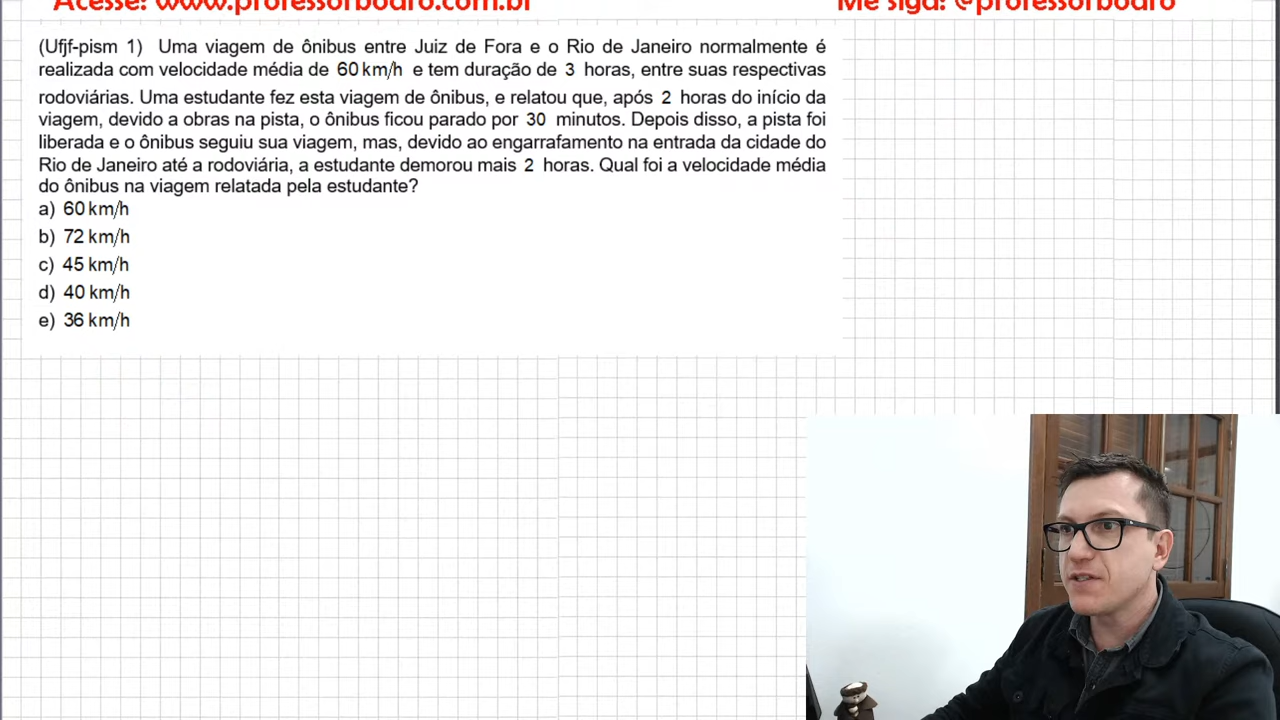 Acesse: www.professorboaro.com.br
Me siga: @professorboaro
(Ufjf-pism 1) Uma viagem de ônibus entre Juiz de Fora e o Rio de Janeiro normalmente é
realizada com velocidade média de 60 km/h e tem duração de 3 horas, entre suas respectivas
rodoviárias. Uma estudante fez esta viagem de ônibus, e relatou que, após 2 horas do início da
viagem, devido a obras na pista, o ônibus ficou parado por 30 minutos. Depois disso, a pista foi
liberada e o ônibus seguiu sua viagem, mas, devido ao engarrafamento na entrada da cidade do
Rio de Janeiro até a rodoviária, a estudante demorou mais 2 horas. Qual foi a velocidade média
do ônibus na viagem relatada pela estudante?
a) 60 km/h
b) 72 km/h
c) 45 km/h
d) 40 km/h
e) 36 km/h